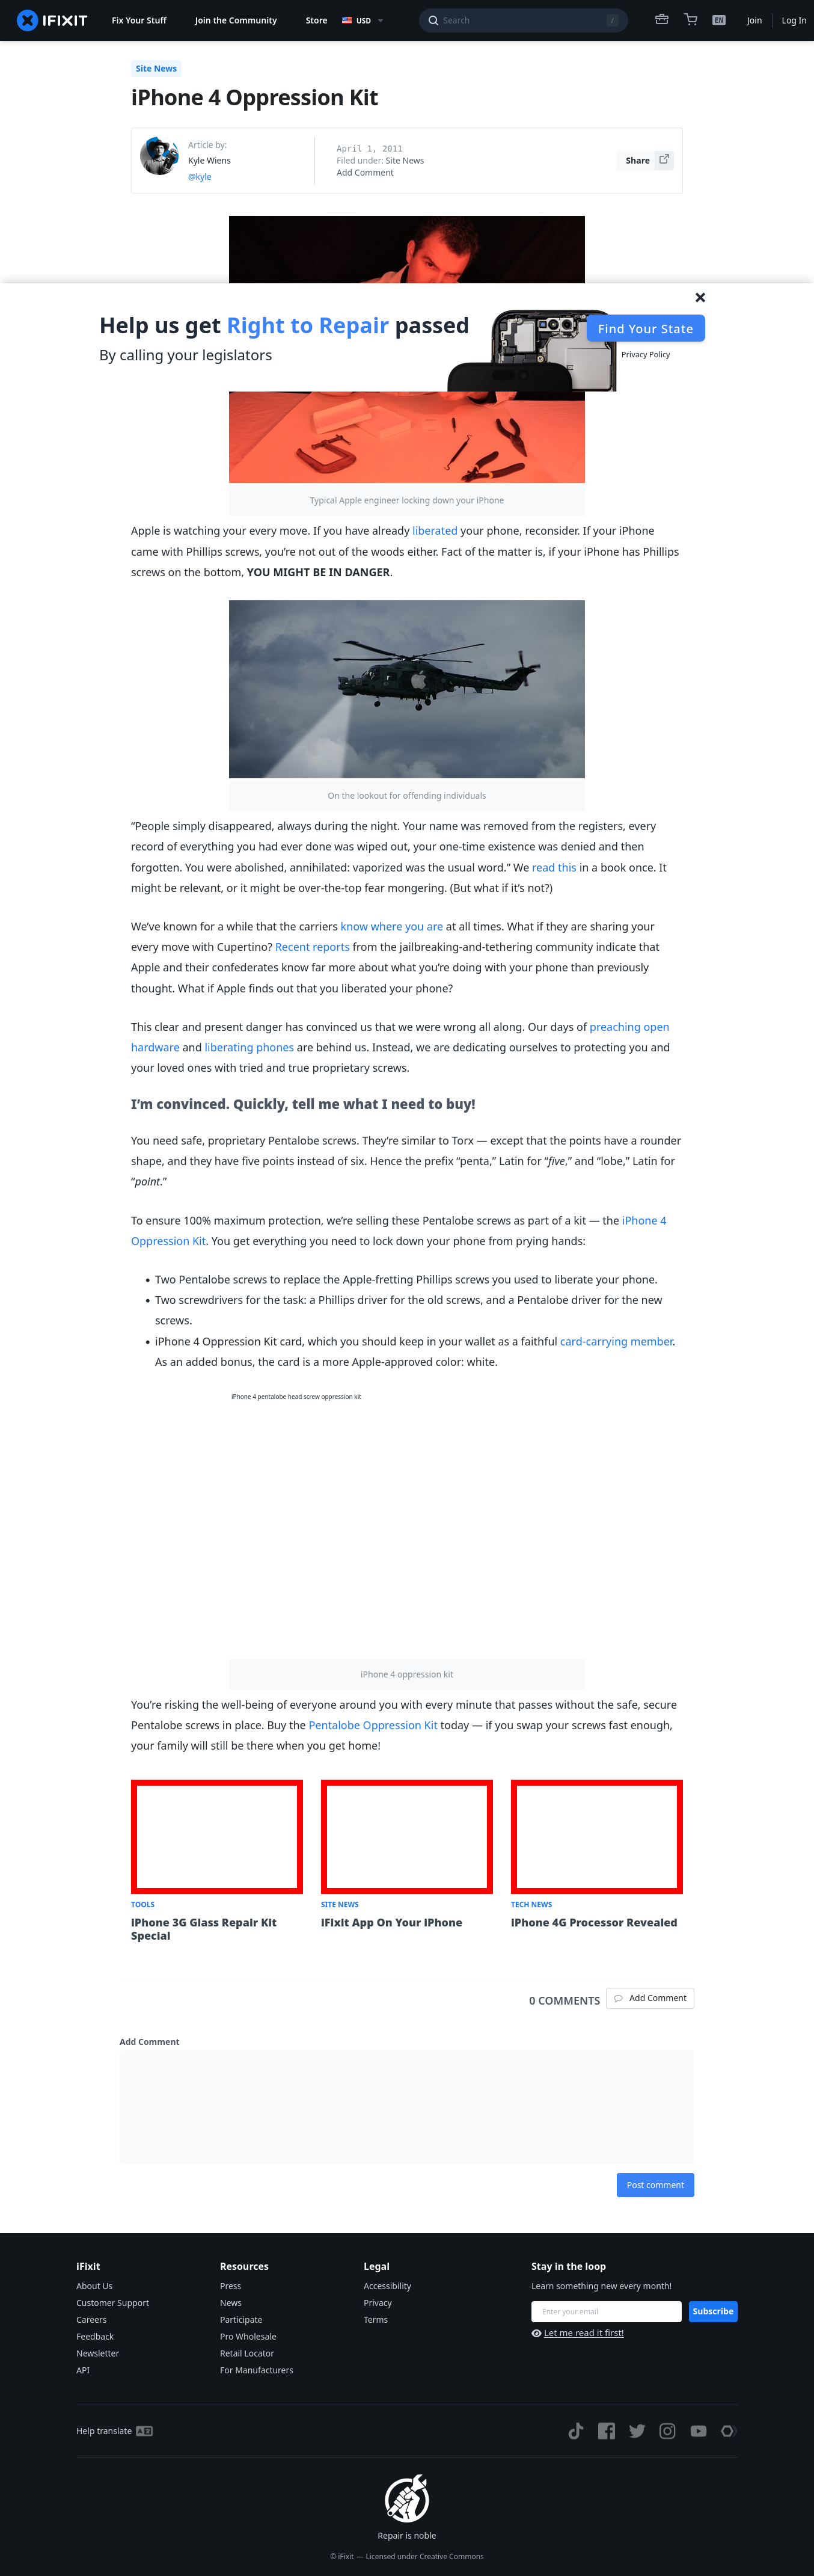 IFIXIT
Fix Your Stuff
Join the Community
Store
USD
Search
/
EN
Join
Log In
Site News
iPhone 4 Oppression Kit
Article by:
Kyle Wiens
@kyle
April 1, 2011
Filed under: Site News
Add Comment
Share
Help us get Right to Repair passed
By calling your legislators
Find Your State
Privacy Policy
Typical Apple engineer locking down your iPhone
Apple is watching your every move. If you have already liberated your phone, reconsider. If your iPhone
came with Phillips screws, you’re not out of the woods either. Fact of the matter is, if your iPhone has Phillips
screws on the bottom, YOU MIGHT BE IN DANGER.
On the lookout for offending individuals
“People simply disappeared, always during the night. Your name was removed from the registers, every
record of everything you had ever done was wiped out, your one-time existence was denied and then
forgotten. You were abolished, annihilated: vaporized was the usual word.” We read this in a book once. It
might be relevant, or it might be over-the-top fear mongering. (But what if it’s not?)
We’ve known for a while that the carriers know where you are at all times. What if they are sharing your
every move with Cupertino? Recent reports from the jailbreaking-and-tethering community indicate that
Apple and their confederates know far more about what you’re doing with your phone than previously
thought. What if Apple finds out that you liberated your phone?
This clear and present danger has convinced us that we were wrong all along. Our days of preaching open
hardware and liberating phones are behind us. Instead, we are dedicating ourselves to protecting you and
your loved ones with tried and true proprietary screws.
I’m convinced. Quickly, tell me what I need to buy!
You need safe, proprietary Pentalobe screws. They’re similar to Torx — except that the points have a rounder
shape, and they have five points instead of six. Hence the prefix “penta,” Latin for “five,” and “lobe,” Latin for
“point.”
To ensure 100% maximum protection, we’re selling these Pentalobe screws as part of a kit — the iPhone 4
Oppression Kit. You get everything you need to lock down your phone from prying hands:
• Two Pentalobe screws to replace the Apple-fretting Phillips screws you used to liberate your phone.
• Two screwdrivers for the task: a Phillips driver for the old screws, and a Pentalobe driver for the new
screws.
• iPhone 4 Oppression Kit card, which you should keep in your wallet as a faithful card-carrying member.
As an added bonus, the card is a more Apple-approved color: white.
iPhone 4 pentalobe head screw oppression kit
iPhone 4 oppression kit
You’re risking the well-being of everyone around you with every minute that passes without the safe, secure
Pentalobe screws in place. Buy the Pentalobe Oppression Kit today — if you swap your screws fast enough,
your family will still be there when you get home!
TOOLS
iPhone 3G Glass Repair Kit
Special
SITE NEWS
iFixit App On Your iPhone
TECH NEWS
iPhone 4G Processor Revealed
0 COMMENTS
Add Comment
Add Comment
Post comment
iFixit
About Us
Customer Support
Careers
Feedback
Newsletter
API
Resources
Press
News
Participate
Pro Wholesale
Retail Locator
For Manufacturers
Legal
Accessibility
Privacy
Terms
Stay in the loop
Learn something new every month!
Enter your email
Subscribe
Let me read it first!
Help translate
Repair is noble
© iFixit — Licensed under Creative Commons